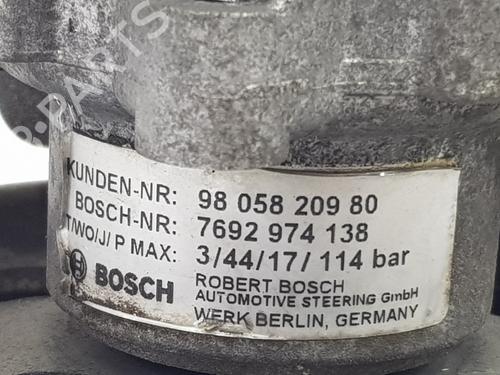 KUNDEN-NR: 98 058 209 80
BOSCH-NR: 7692 974 138
T/WO/J/ P MAX: 3/44/17/ 114 bar
BOSCH
ROBERT BOSCH
AUTOMOTIVE STEERING GmbH
WERK BERLIN, GERMANY